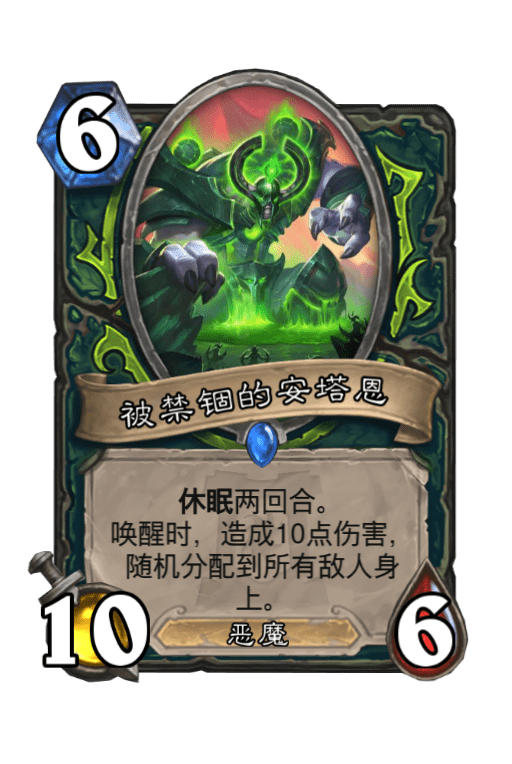 6
被禁锢的安塔恩
休眠两回合。
唤醒时，造成10点伤害，
随机分配到所有敌人身
上。
10
恶魔
6